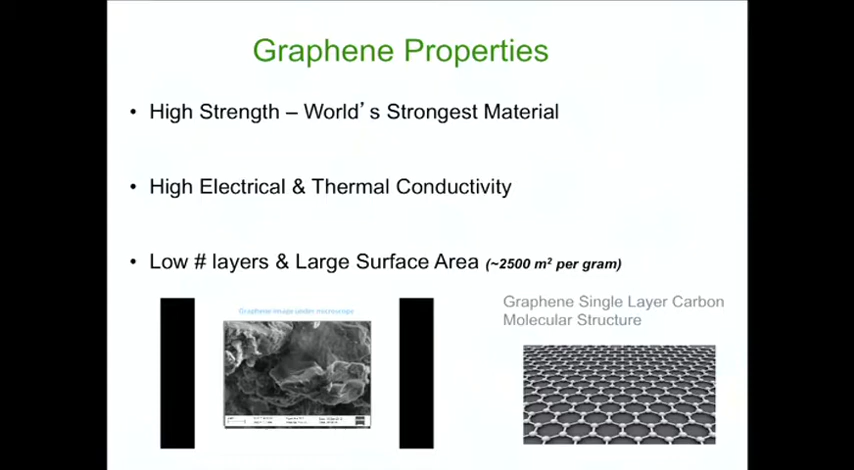 Graphene Properties
• High Strength – World's Strongest Material
• High Electrical & Thermal Conductivity
• Low # layers & Large Surface Area (~2500 m² per gram)
Graphene image under microscope
Graphene Single Layer Carbon
Molecular Structure